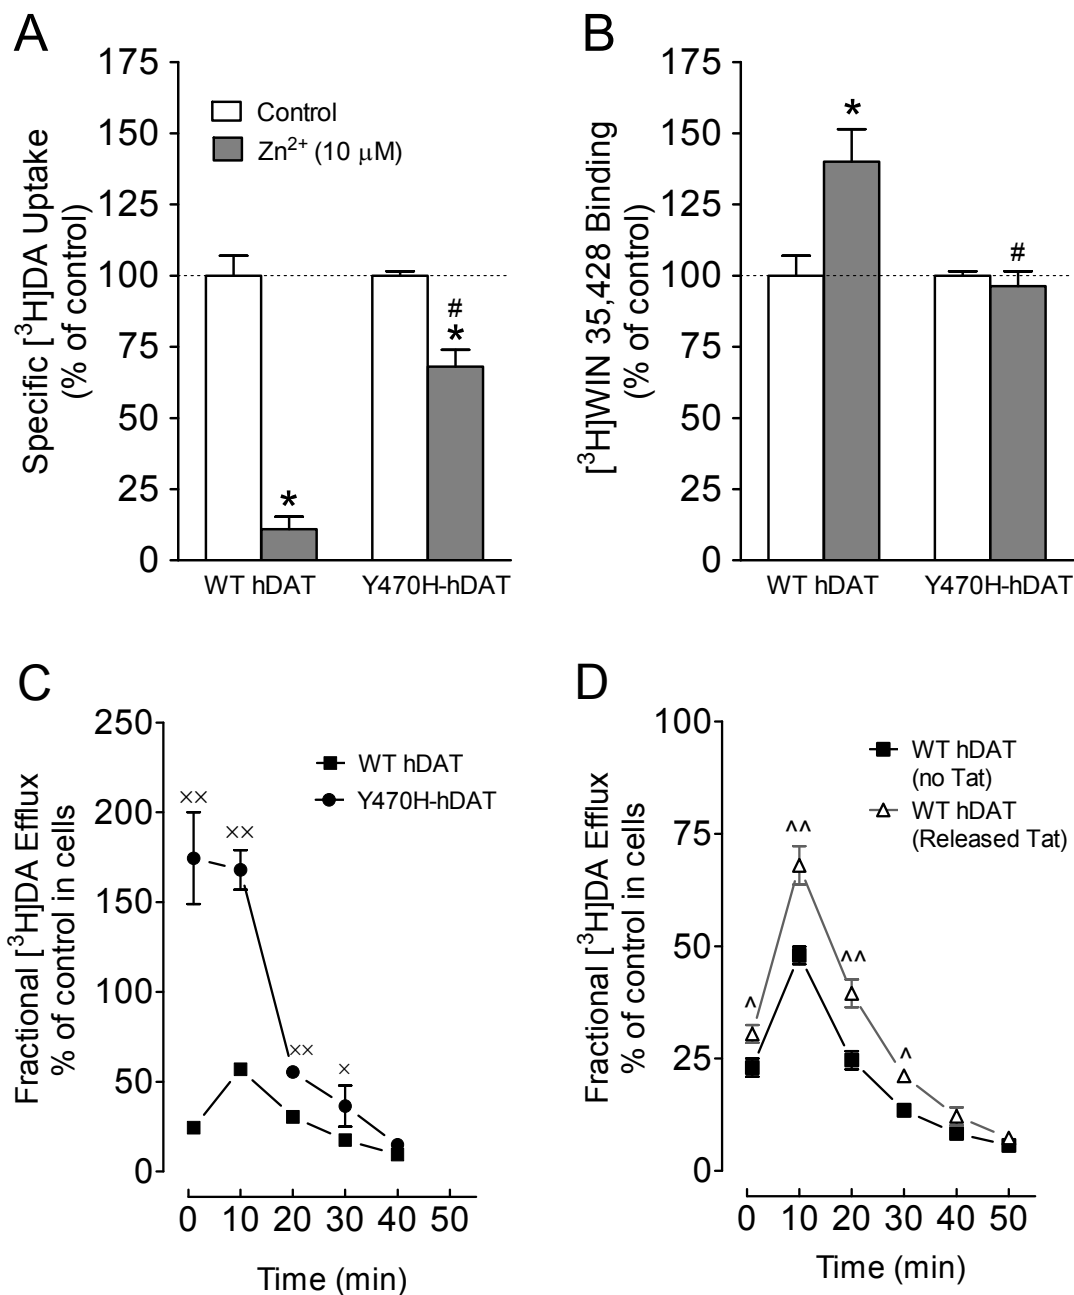 A
Specific [³H]DA Uptake
(% of control)
175
150
125
100
75
50
25
0
Control
Zn²⁺ (10 μM)
*
#
*
WT hDAT
Y470H-hDAT
B
[³H]WIN 35,428 Binding
(% of control)
175
150
125
100
75
50
25
0
*
#
WT hDAT
Y470H-hDAT
C
Fractional [³H]DA Efflux
% of control in cells
250
200
150
100
50
0
WT hDAT
Y470H-hDAT
××
××
××
×
0 10 20 30 40 50
Time (min)
D
Fractional [³H]DA Efflux
% of control in cells
100
75
50
25
0
WT hDAT
(no Tat)
WT hDAT
(Released Tat)
^
^^
^^
^
0 10 20 30 40 50
Time (min)